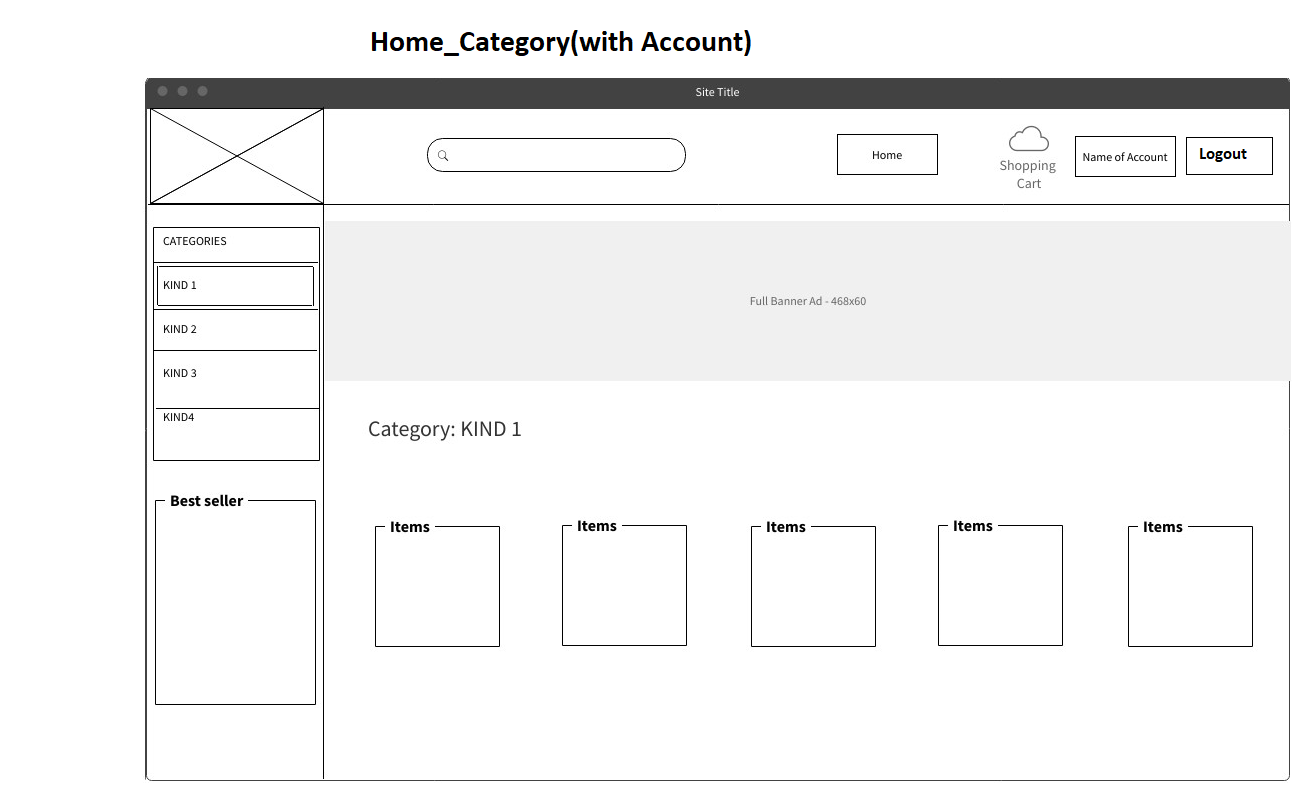 Home_Category(with Account)
Site Title
Home
Shopping
Cart
Name of Account
Logout
CATEGORIES
KIND 1
KIND 2
KIND 3
KIND4
Best seller
Full Banner Ad - 468x60
Category: KIND 1
Items
Items
Items
Items
Items